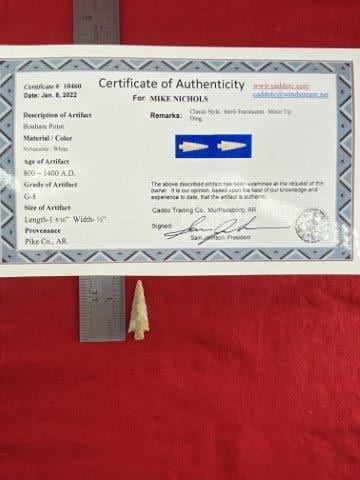 Certificate # 10460
Date: Jan. 6, 2022
Certificate of Authenticity
For: MIKE NICHOLS
www.caddotc.com
caddotc@windstream.net
Description of Artifact
Bonham Point
Material / Color
Novaculite / White
Age of Artifact
800 – 1400 A.D.
Grade of Artifact
G-8
Size of Artifact
Length-1 5/16" Width- ½"
Provenance
Pike Co., AR.
Remarks: Classic Style. Semi-Translucent. Minor Tip
Ding.
The above described artifact has been examined at the request of the
owner. It is our opinion, based upon the best of our knowledge and
experience to date, that the artifact is authentic.
Caddo Trading Co., Murfreesboro, AR
Signed:
Sam Johnson, President